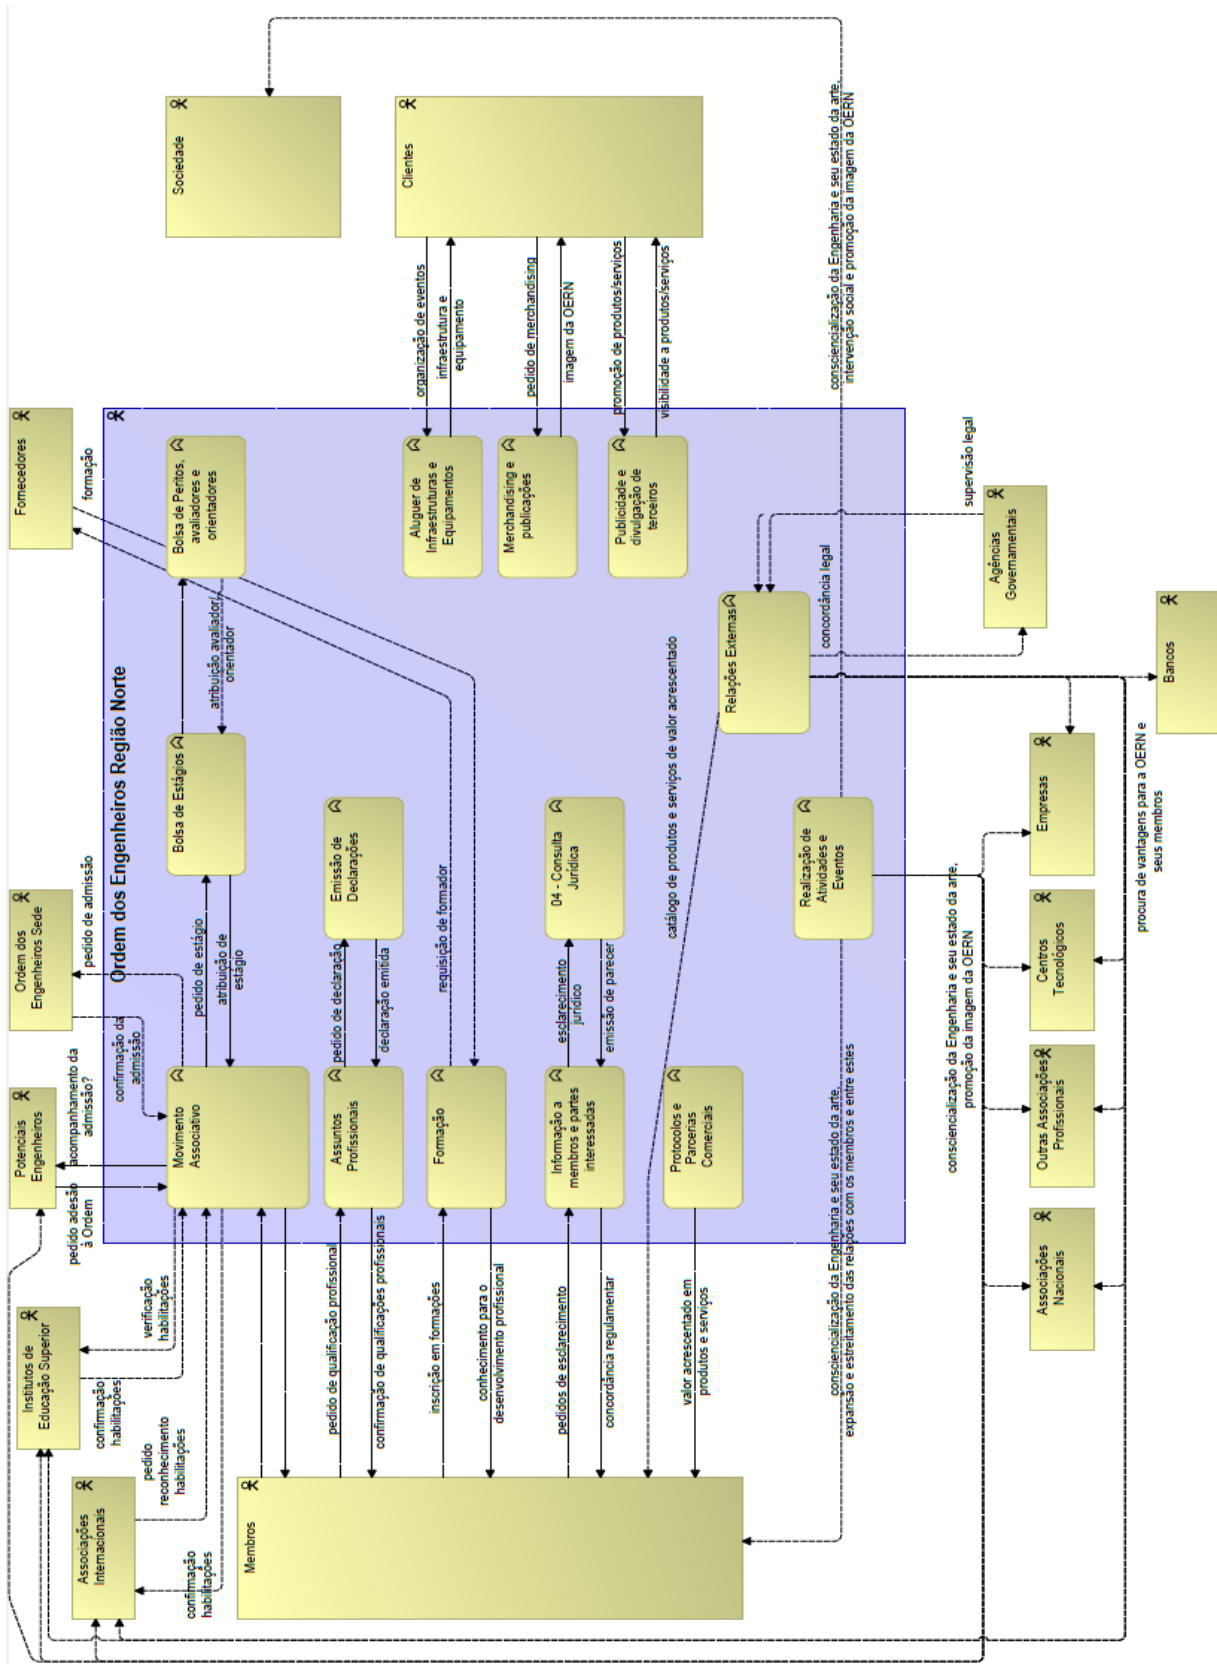 Sociedade
Clientes
consciencialização da Engenharia e seu estado da arte,
intervenção social e promoção da imagem da OERN
organização de eventos
infraestrutura e
equipamento
pedido de merchandising
imagem da OERN
promoção de produtos/serviços
visibilidade a produtos/serviços
Fornecedores
formação
Bolsa de Peritos,
avaliadores e
orientadores
Aluguer de
Infraestruturas e
Equipamentos
Merchandising e
publicações
Publicidade e
divulgação de
terceiros
supervisão legal
Agências
Governamentais
concordância legal
Relações Externas
Bancos
atribuição avaliador/
orientador
Ordem dos Engenheiros Região Norte
Bolsa de Estágios
catálogo de produtos e serviços de valor acrescentado
Empresas
procura de vantagens para a OERN e
seus membros
Ordem dos
Engenheiros Sede
pedido de admissão
pedido de estágio
atribuição de
estágio
Emissão de
Declarações
pedido de declaração
declaração emitida
requisição de formador
04 - Consulta
Jurídica
esclarecimento
jurídico
emissão de parecer
Realização de
Atividades e
Eventos
consciencialização da Engenharia e seu estado da arte,
promoção da imagem da OERN
Centros
Tecnológicos
Potenciais
Engenheiros
acompanhamento da
admissão?
confirmação da
admissão
pedido adesão
à Ordem
Movimento
Associativo
Assuntos
Profissionais
Formação
Informação a
membros e partes
interessadas
Protocolos e
Parcerias
Comerciais
Outras Associações
Profissionais
Associações
Nacionais
Institutos de
Educação Superior
verificação
habilitações
confirmação
habilitações
pedido
reconhecimento
habilitações
confirmação
habilitações
Associações
Internacionais
pedido de qualificação profissional
confirmação de qualificações profissionais
inscrição em formações
conhecimento para o
desenvolvimento profissional
pedidos de esclarecimento
concordância regulamentar
valor acrescentado em
produtos e serviços
consciencialização da Engenharia e seu estado da arte,
expansão e estreitamento das relações com os membros e entre estes
Membros